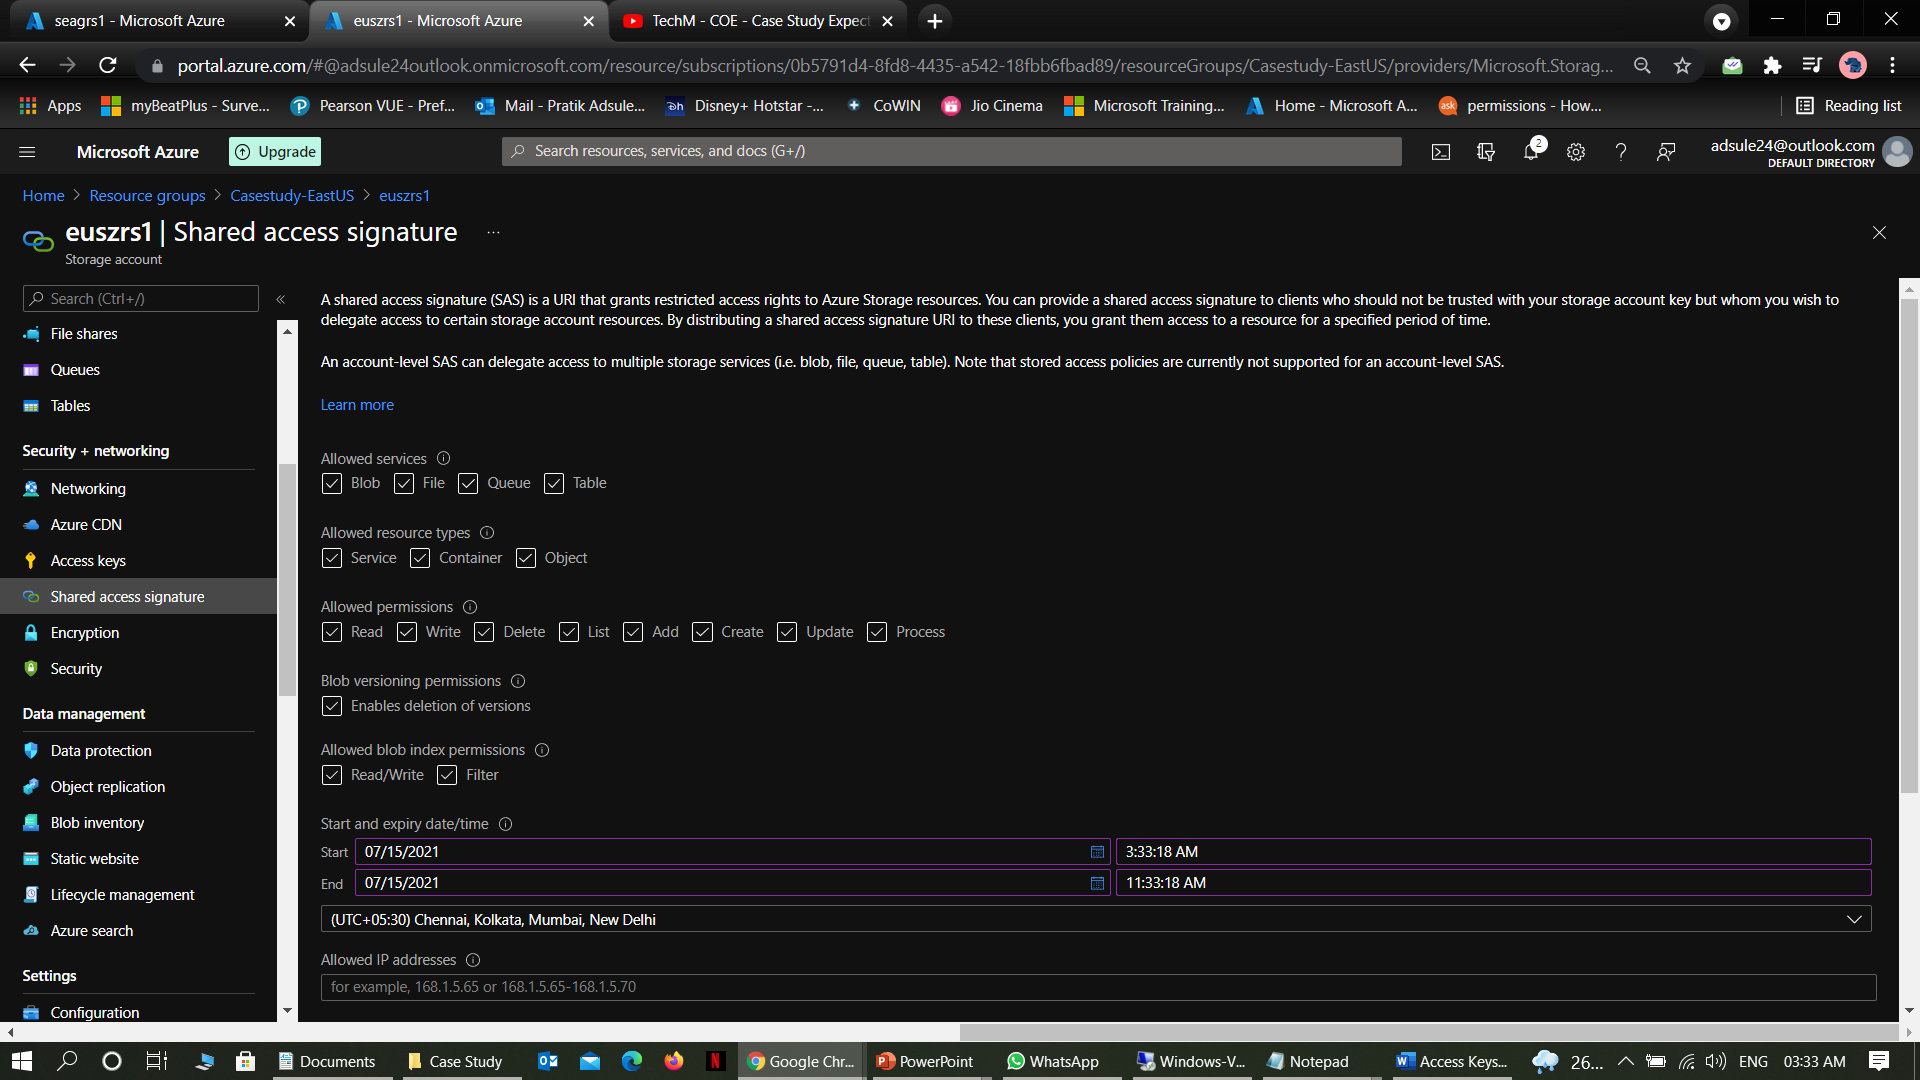 seagrs1 - Microsoft Azure
euszrs1 - Microsoft Azure
TechM - COE - Case Study Expect
portal.azure.com/#@adsule24outlook.onmicrosoft.com/resource/subscriptions/0b5791d4-8fd8-4435-a542-18fbb6fbad89/resourceGroups/Casestudy-EastUS/providers/Microsoft.Storag...
Apps
myBeatPlus - Surve...
Pearson VUE - Pref...
Mail - Pratik Adsule...
Disney+ Hotstar -...
CoWIN
Jio Cinema
Microsoft Training...
Home - Microsoft A...
permissions - How...
Reading list
Microsoft Azure
Upgrade
Search resources, services, and docs (G+/)
2
adsule24@outlook.com
DEFAULT DIRECTORY
Home > Resource groups > Casestudy-EastUS > euszrs1
euszrs1 | Shared access signature ...
Storage account
Search (Ctrl+/)
File shares
Queues
Tables
Security + networking
Networking
Azure CDN
Access keys
Shared access signature
Encryption
Security
Data management
Data protection
Object replication
Blob inventory
Static website
Lifecycle management
Azure search
Settings
Configuration
A shared access signature (SAS) is a URI that grants restricted access rights to Azure Storage resources. You can provide a shared access signature to clients who should not be trusted with your storage account key but whom you wish to
delegate access to certain storage account resources. By distributing a shared access signature URI to these clients, you grant them access to a resource for a specified period of time.
An account-level SAS can delegate access to multiple storage services (i.e. blob, file, queue, table). Note that stored access policies are currently not supported for an account-level SAS.
Learn more
Allowed services
Blob File Queue Table
Allowed resource types
Service Container Object
Allowed permissions
Read Write Delete List Add Create Update Process
Blob versioning permissions
Enables deletion of versions
Allowed blob index permissions
Read/Write Filter
Start and expiry date/time
Start 07/15/2021 3:33:18 AM
End 07/15/2021 11:33:18 AM
(UTC+05:30) Chennai, Kolkata, Mumbai, New Delhi
Allowed IP addresses
for example, 168.1.5.65 or 168.1.5.65-168.1.5.70
Documents
Case Study
Google Chr...
PowerPoint
WhatsApp
Windows-V...
Notepad
Access Keys...
26...
ENG
03:33 AM